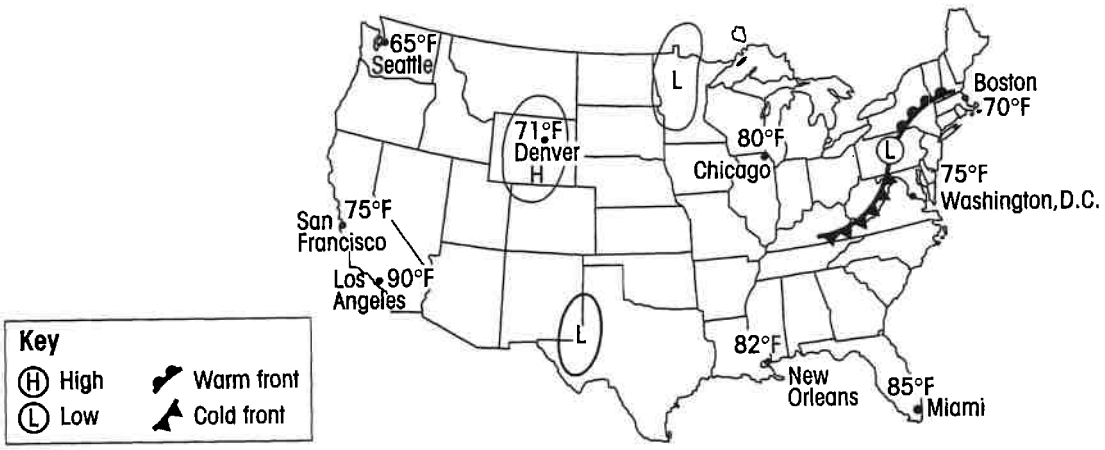 65°F
Seattle
L
Boston
70°F
71°F
Denver
H
80°F
Chicago
L
75°F
Washington, D.C.
75°F
San
Francisco
Los
Angeles
90°F
L
82°F
New
Orleans
85°F
Miami
Key
H High
L Low
Warm front
Cold front